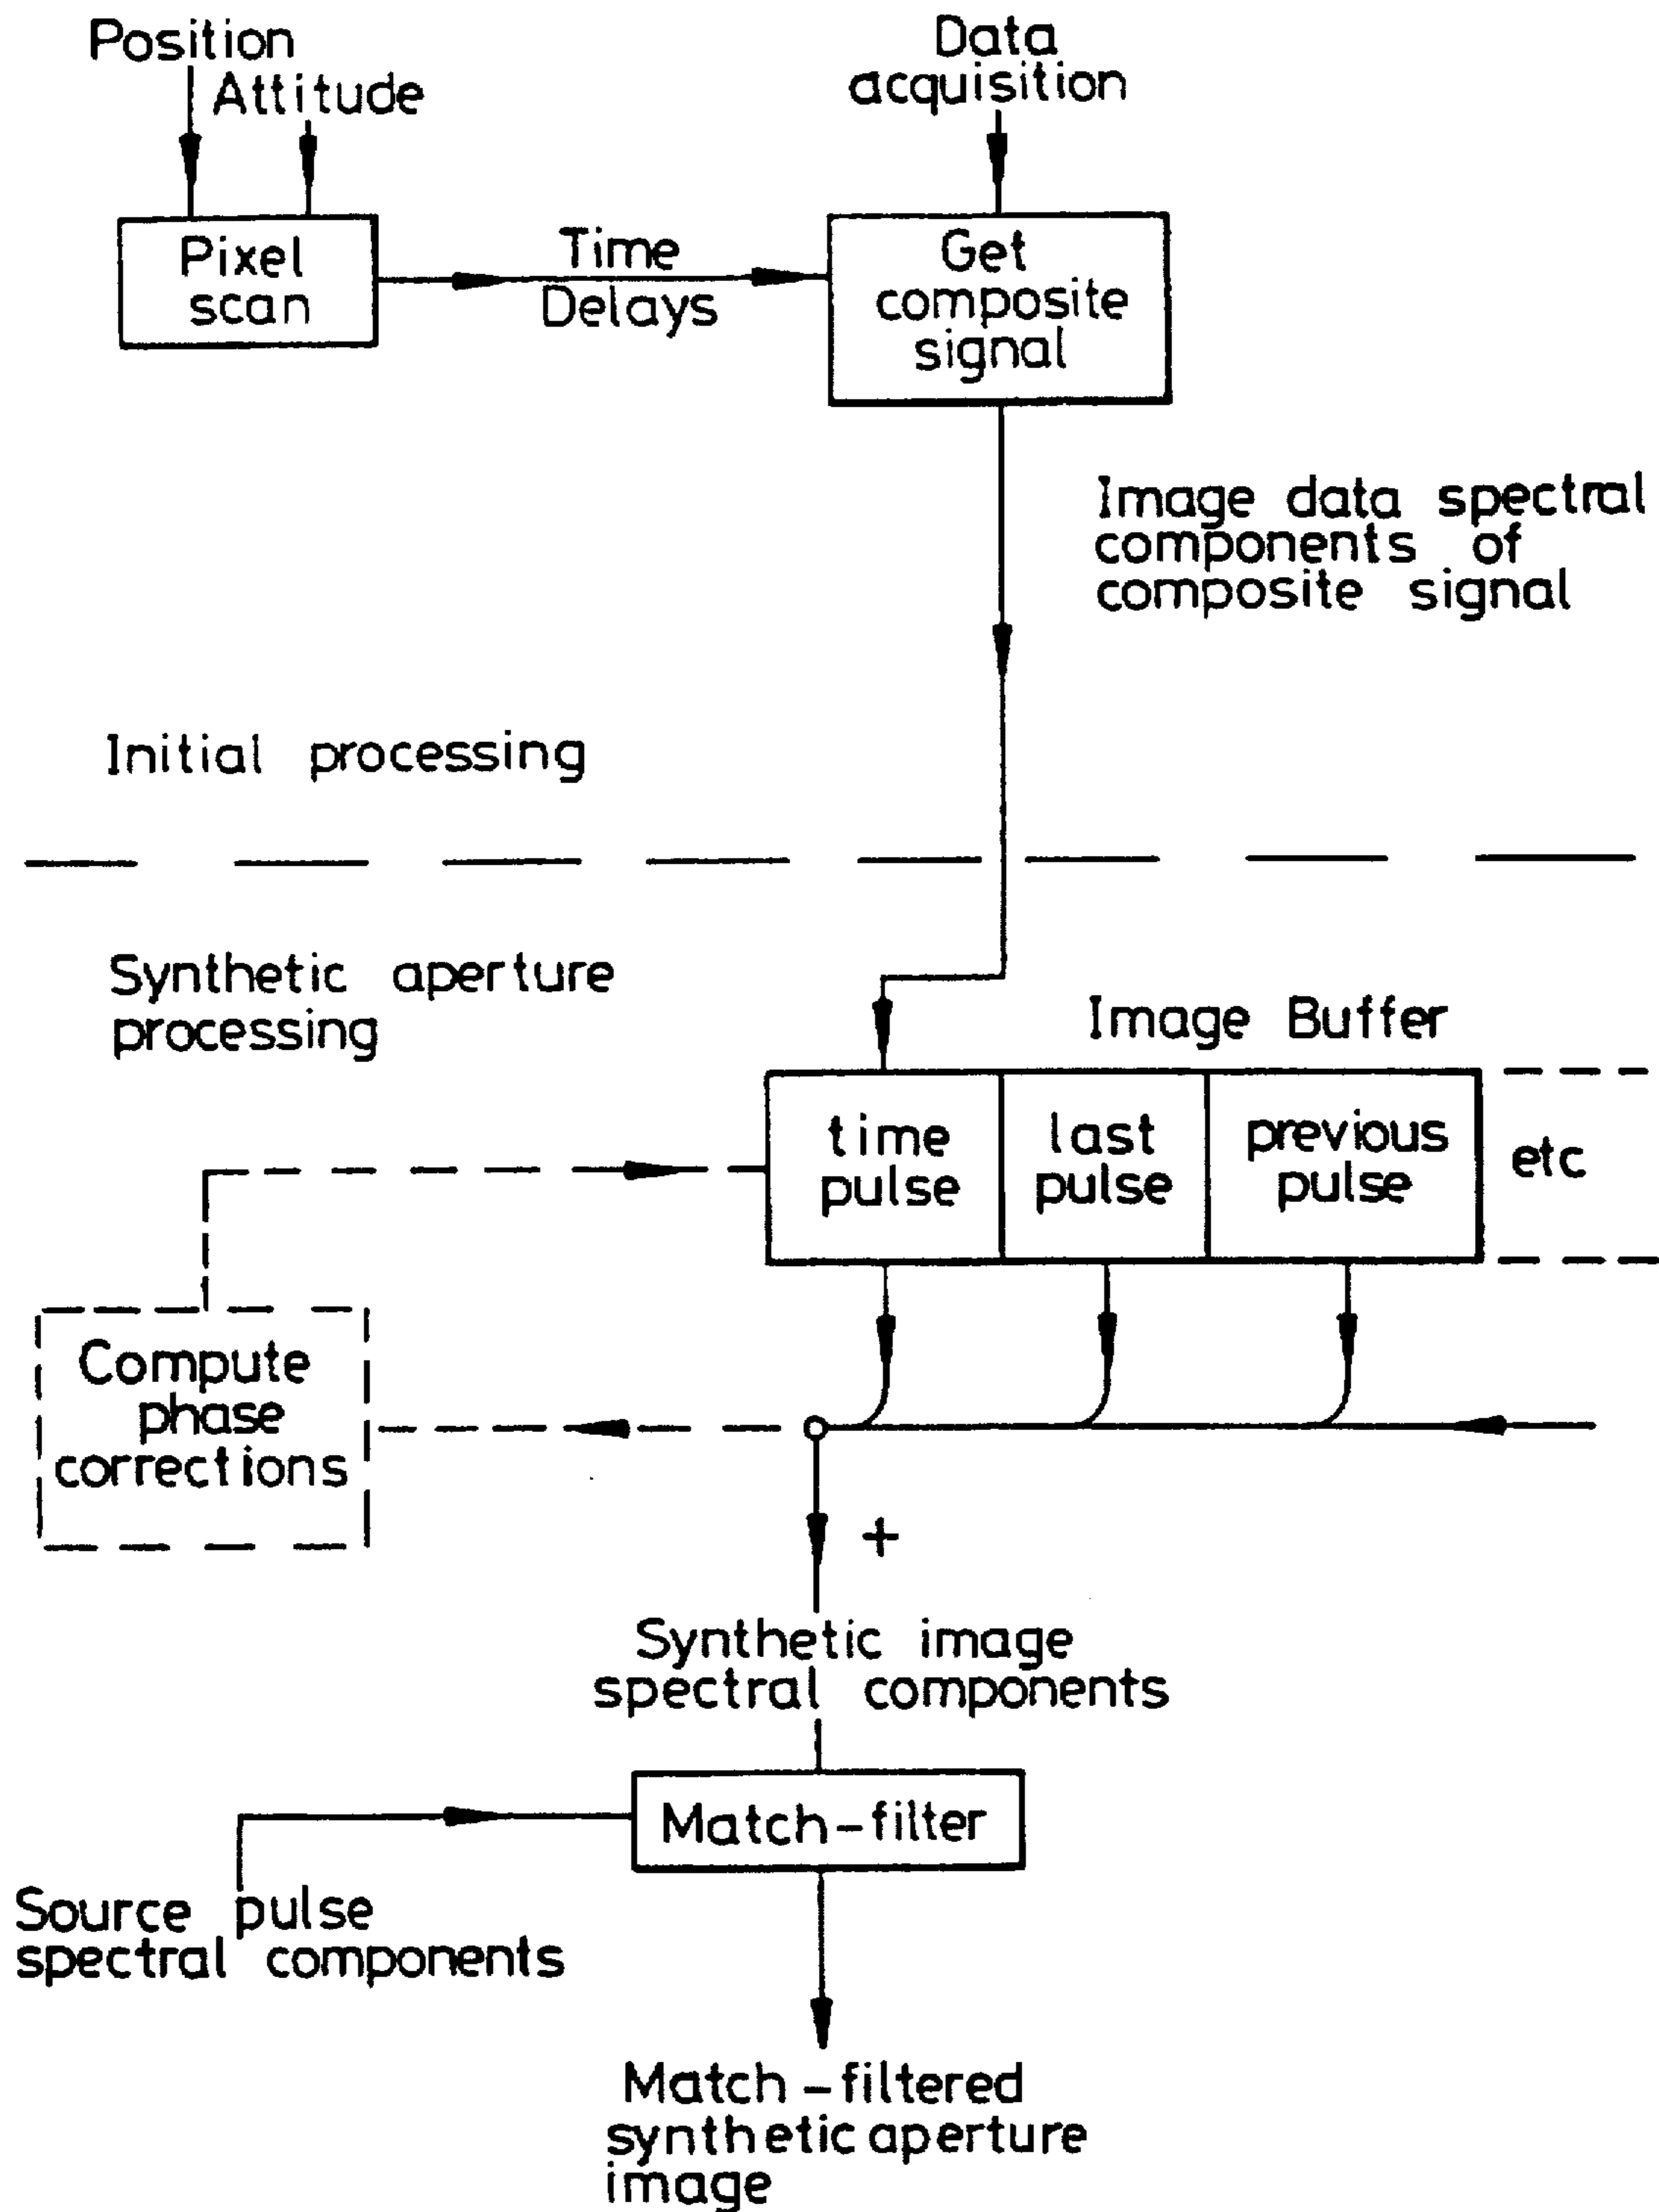 Position
Attitude
Data
acquisition
Pixel
scan
Time
Delays
Get
composite
signal
Image data spectral
components of
composite signal
Initial processing
Synthetic aperture
processing
Image Buffer
time
pulse
last
pulse
previous
pulse
etc
Compute
phase
corrections
+
Synthetic image
spectral components
Match-filter
Source pulse
spectral components
Match-filtered
synthetic aperture
image